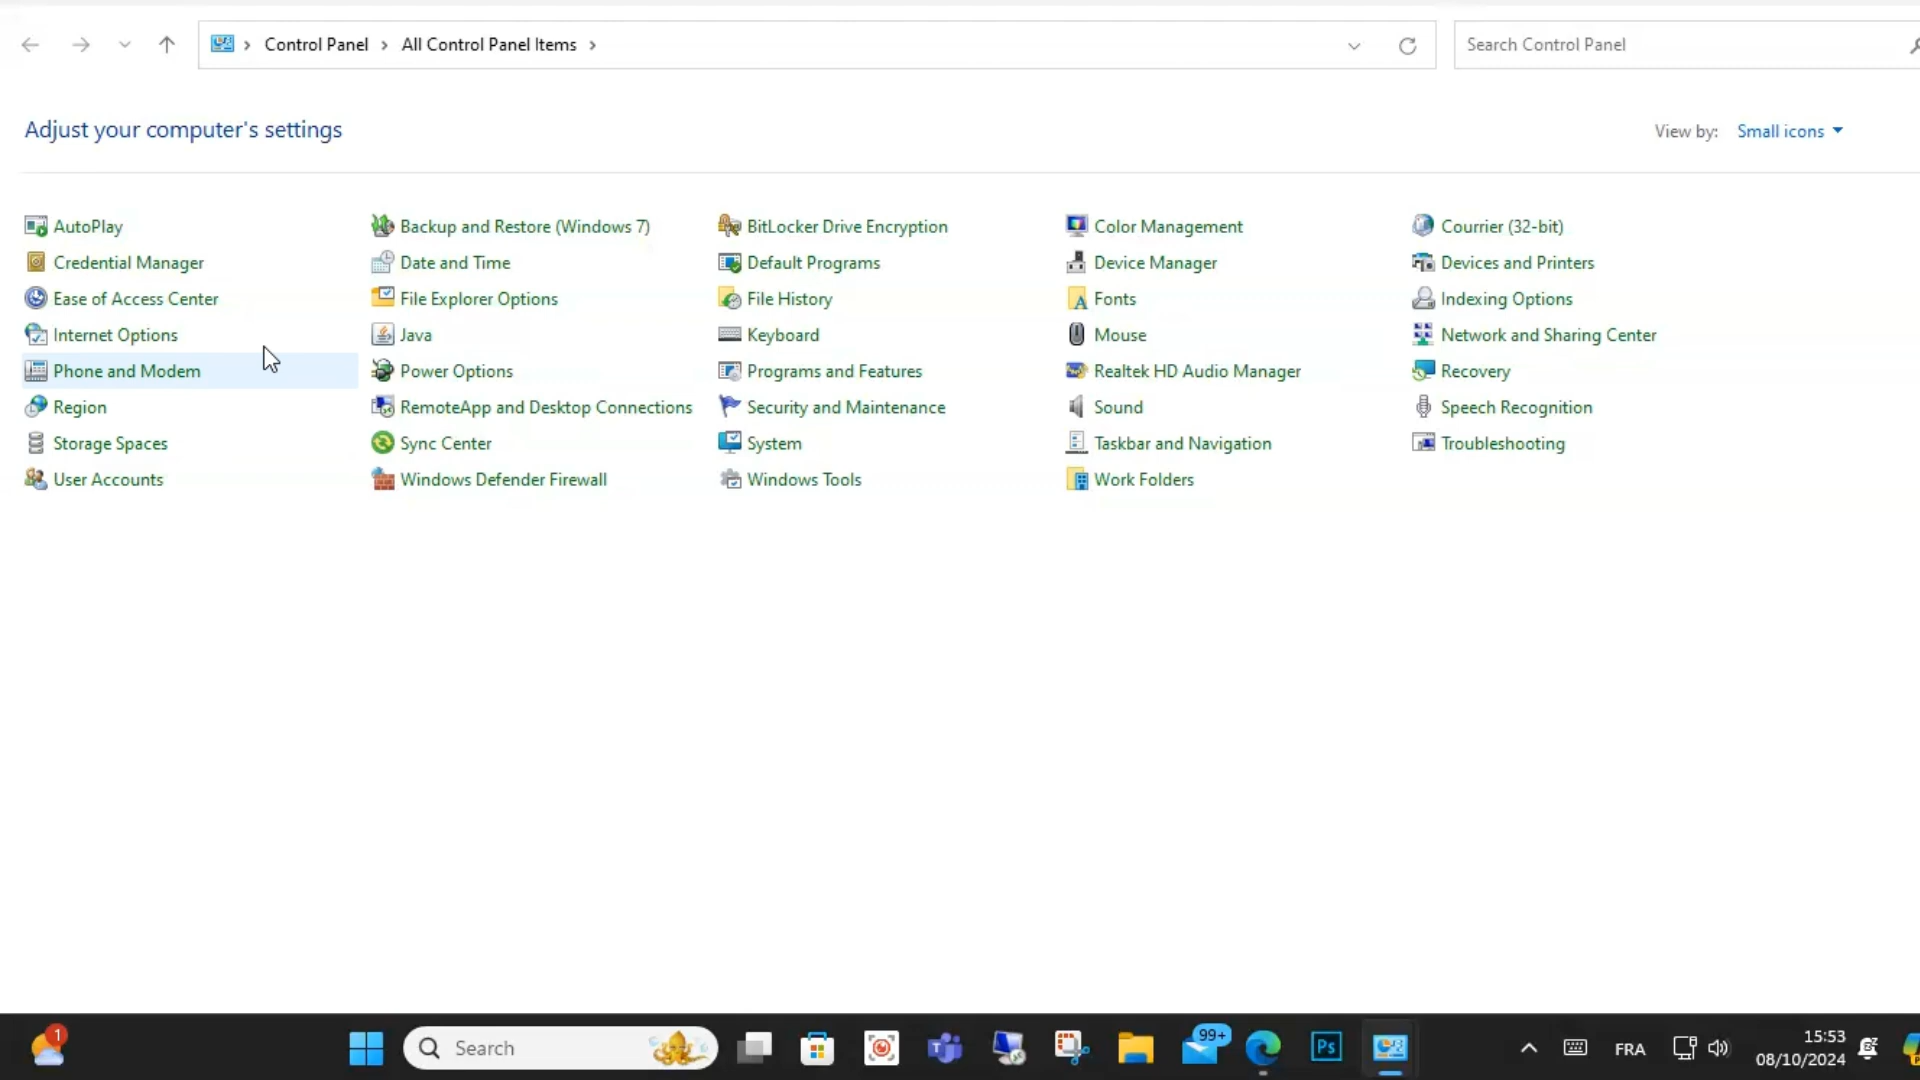 Control Panel > All Control Panel Items >
Search Control Panel
Adjust your computer's settings
View by: Small icons
AutoPlay
Backup and Restore (Windows 7)
BitLocker Drive Encryption
Color Management
Courrier (32-bit)
Credential Manager
Date and Time
Default Programs
Device Manager
Devices and Printers
Ease of Access Center
File Explorer Options
File History
Fonts
Indexing Options
Internet Options
Java
Keyboard
Mouse
Network and Sharing Center
Phone and Modem
Power Options
Programs and Features
Realtek HD Audio Manager
Recovery
Region
RemoteApp and Desktop Connections
Security and Maintenance
Sound
Speech Recognition
Storage Spaces
Sync Center
System
Taskbar and Navigation
Troubleshooting
User Accounts
Windows Defender Firewall
Windows Tools
Work Folders
1
Search
99+
Ps
FRA
15:53
08/10/2024